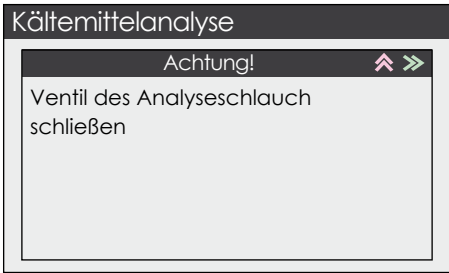 Kältemittelanalyse
Achtung!
Ventil des Analyseschlauch
schließen